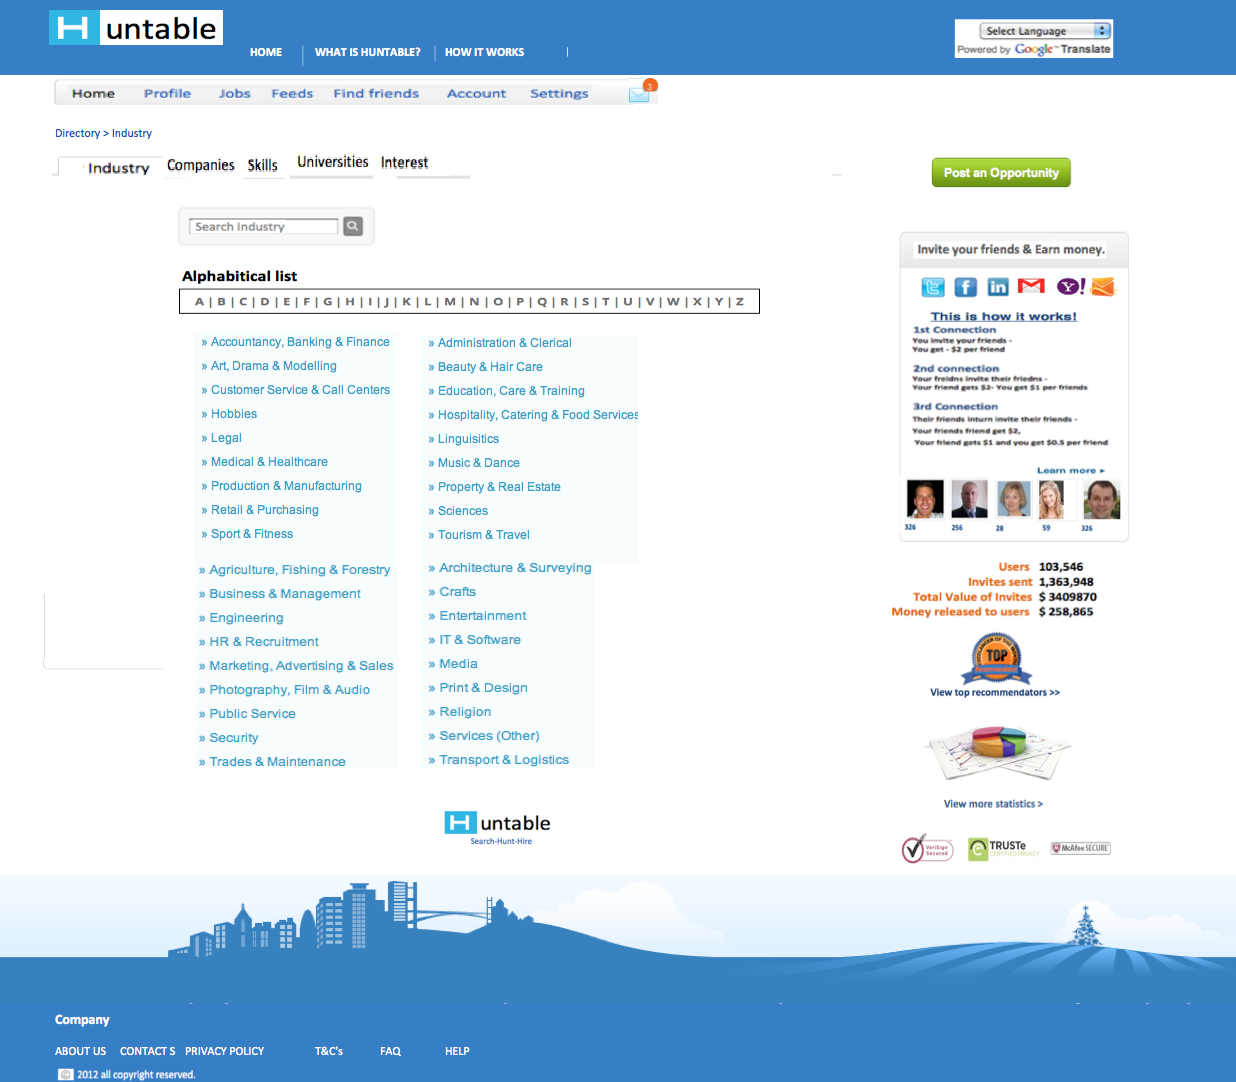 H untable
HOME | WHAT IS HUNTABLE? | HOW IT WORKS |
Select Language
Powered by Google™ Translate
Home Profile Jobs Feeds Find friends Account Settings 3
Directory > Industry
Industry Companies Skills Universities Interest
Post an Opportunity
Search Industry
Alphabitical list
A | B | C | D | E | F | G | H | I | J | K | L | M | N | O | P | Q | R | S | T | U | V | W | X | Y | Z
» Accountancy, Banking & Finance
» Art, Drama & Modelling
» Customer Service & Call Centers
» Hobbies
» Legal
» Medical & Healthcare
» Production & Manufacturing
» Retail & Purchasing
» Sport & Fitness
» Agriculture, Fishing & Forestry
» Business & Management
» Engineering
» HR & Recruitment
» Marketing, Advertising & Sales
» Photography, Film & Audio
» Public Service
» Security
» Trades & Maintenance
» Administration & Clerical
» Beauty & Hair Care
» Education, Care & Training
» Hospitality, Catering & Food Services
» Linguisitics
» Music & Dance
» Property & Real Estate
» Sciences
» Tourism & Travel
» Architecture & Surveying
» Crafts
» Entertainment
» IT & Software
» Media
» Print & Design
» Religion
» Services (Other)
» Transport & Logistics
Invite your friends & Earn money.
This is how it works!
1st Connection
You invite your friends -
You get - $2 per friend
2nd connection
Your freidns invite their friedns -
Your friend gets $2- You get $1 per friends
3rd Connection
Their friends inturn invite their friends -
Your friends friend get $2,
Your friend gets $1 and you get $0.5 per friend
Learn more ►
326 256 28 59 326
Users 103,546
Invites sent 1,363,948
Total Value of Invites $ 3409870
Money released to users $ 258,865
TOP
View top recommendators >>
View more statistics >
VeriSign Secured
TRUSTe
CERTIFIED PRIVACY
McAfee SECURE
H untable
Search-Hunt-Hire
Company
ABOUT US CONTACT S PRIVACY POLICY T&C's FAQ HELP
© 2012 all copyright reserved.